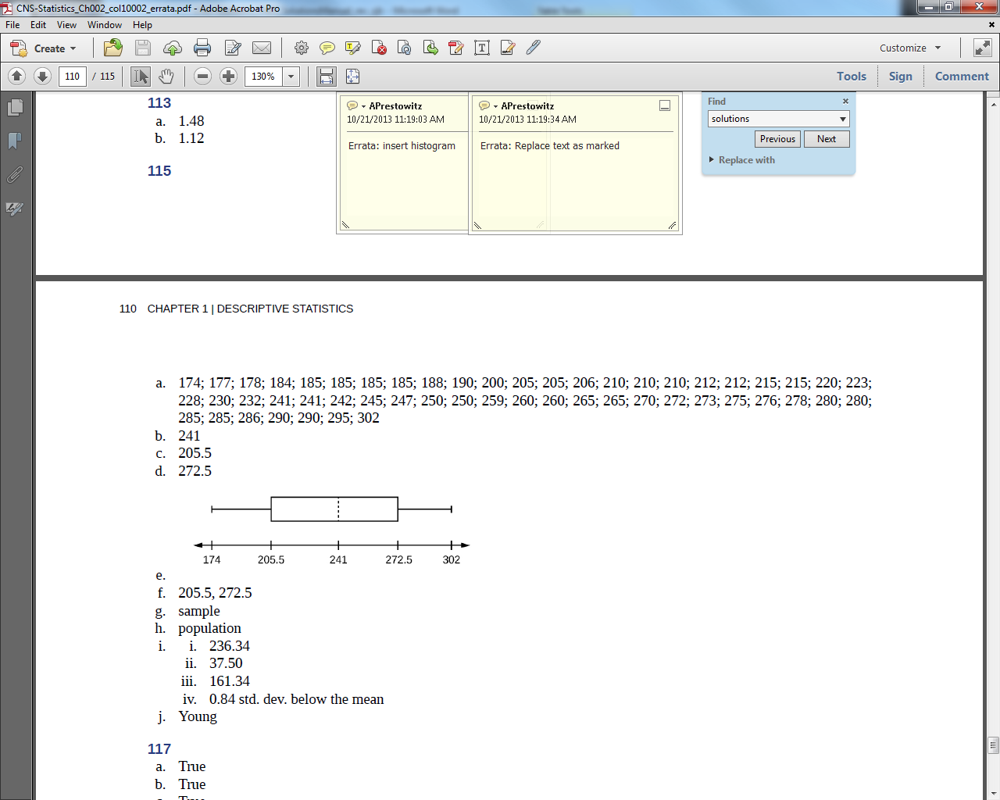 CNS-Statistics_Ch002_col10002_errata.pdf - Adobe Acrobat Pro
File Edit View Window Help
Create Customize
110 / 115 130% Tools Sign Comment
113
a. 1.48
b. 1.12
115
APrestowitz
10/21/2013 11:19:03 AM
Errata: insert histogram
APrestowitz
10/21/2013 11:19:34 AM
Errata: Replace text as marked
Find
solutions
Previous Next
Replace with
110 CHAPTER 1 | DESCRIPTIVE STATISTICS
a. 174; 177; 178; 184; 185; 185; 185; 185; 188; 190; 200; 205; 205; 206; 210; 210; 210; 212; 212; 215; 215; 220; 223;
228; 230; 232; 241; 241; 242; 245; 247; 250; 250; 259; 260; 260; 265; 265; 270; 272; 273; 275; 276; 278; 280; 280;
285; 285; 286; 290; 290; 295; 302
b. 241
c. 205.5
d. 272.5
174 205.5 241 272.5 302
e.
f. 205.5, 272.5
g. sample
h. population
i. i. 236.34
ii. 37.50
iii. 161.34
iv. 0.84 std. dev. below the mean
j. Young
117
a. True
b. True